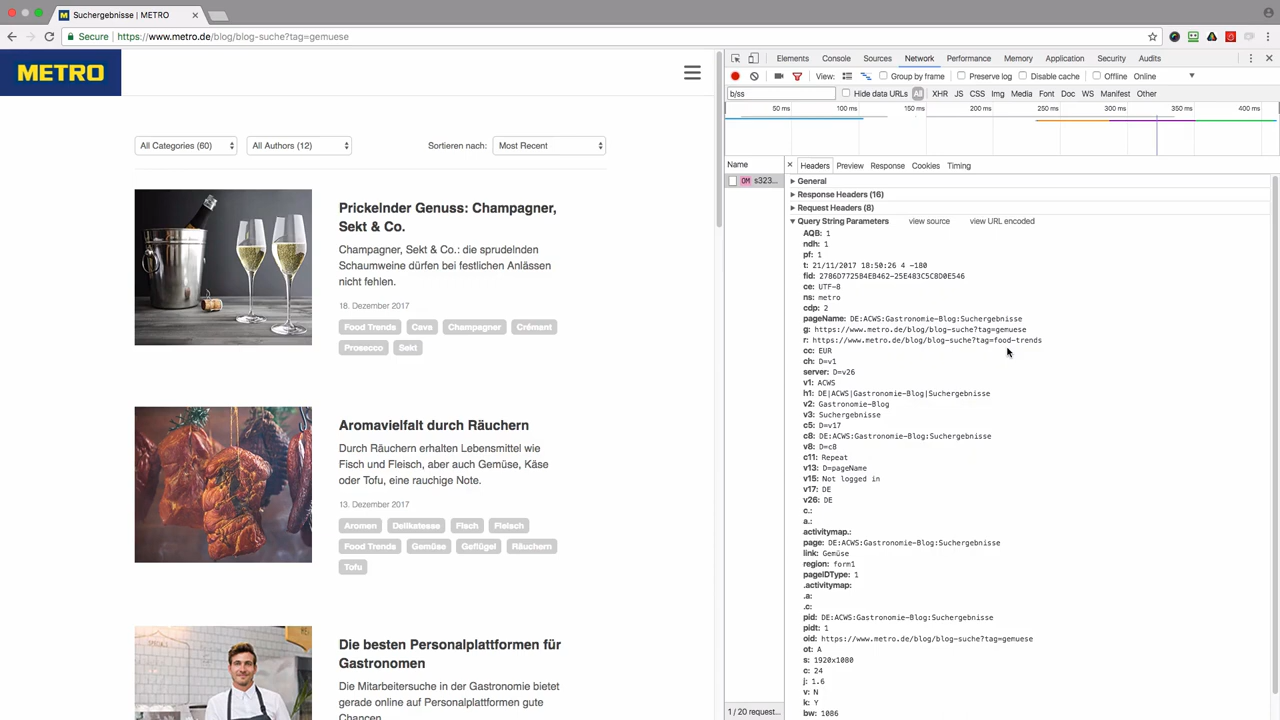 Suchergebnisse | METRO
Secure | https://www.metro.de/blog/blog-suche?tag=gemuese
METRO
All Categories (60) All Authors (12) Sortieren nach: Most Recent
Prickelnder Genuss: Champagner,
Sekt & Co.
Champagner, Sekt & Co.: die sprudelnden
Schaumweine dürfen bei festlichen Anlässen
nicht fehlen.
18. Dezember 2017
Food Trends Cava Champagner Crémant
Prosecco Sekt
Aromavielfalt durch Räuchern
Durch Räuchern erhalten Lebensmittel wie
Fisch und Fleisch, aber auch Gemüse, Käse
oder Tofu, eine rauchige Note.
13. Dezember 2017
Aromen Delikatesse Fisch Fleisch
Food Trends Gemüse Geflügel Räuchern
Tofu
Die besten Personalplattformen für
Gastronomen
Die Mitarbeitersuche in der Gastronomie bietet
gerade online auf Personalplattformen gute
Chancen.
Elements Console Sources Network Performance Memory Application Security Audits
View: Group by frame Preserve log Disable cache Offline Online
b/ss Hide data URLs All XHR JS CSS Img Media Font Doc WS Manifest Other
50 ms 100 ms 150 ms 200 ms 250 ms 300 ms 350 ms 400 ms
Name Headers Preview Response Cookies Timing
OM s323...
General
Response Headers (16)
Request Headers (8)
Query String Parameters view source view URL encoded
AQB: 1
ndh: 1
pf: 1
t: 21/11/2017 18:50:26 4 -180
fid: 2786D772584E8462-25E483C5C8D0E546
ce: UTF-8
ns: metro
cdp: 2
pageName: DE:ACWS:Gastronomie-Blog:Suchergebnisse
g: https://www.metro.de/blog/blog-suche?tag=gemuese
r: https://www.metro.de/blog/blog-suche?tag=food-trends
cc: EUR
ch: D=v1
server: D=v26
v1: ACWS
h1: DE|ACWS|Gastronomie-Blog|Suchergebnisse
v2: Gastronomie-Blog
v3: Suchergebnisse
c5: D=v17
c8: DE:ACWS:Gastronomie-Blog:Suchergebnisse
v8: D=c8
c11: Repeat
v13: D=pageName
v15: Not logged in
v17: DE
v26: DE
c.:
a.:
activitymap.:
page: DE:ACWS:Gastronomie-Blog:Suchergebnisse
link: Gemüse
region: form1
pageIDType: 1
.activitymap:
.a:
.c:
pid: DE:ACWS:Gastronomie-Blog:Suchergebnisse
pidt: 1
oid: https://www.metro.de/blog/blog-suche?tag=gemuese
ot: A
s: 1920x1080
c: 24
j: 1.6
v: N
k: Y
bw: 1086
1 / 20 request...